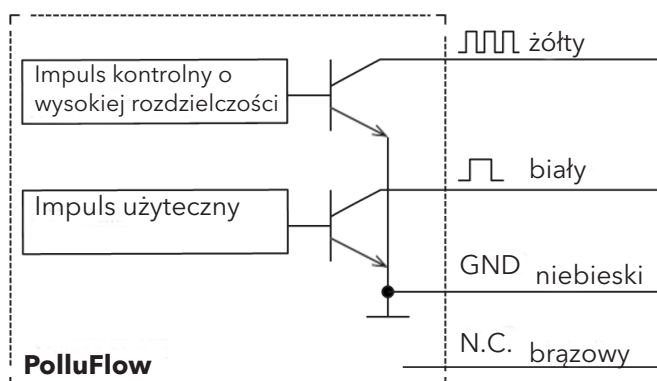 Impuls kontrolny o
wysokiej rozdzielczości
żółty
Impuls użyteczny
biały
GND niebieski
N.C. brązowy
PolluFlow